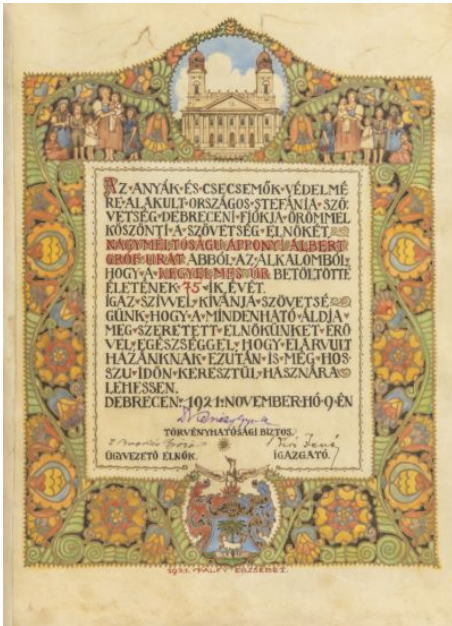 AZ·ANYÁK·ÉS·CSECSEMŐK·VÉDELMÉ
RE·ALAKULT·ORSZÁGOS·STEFÁNIA·SZÖ
VETSÉG·DEBRECENI·FIÓKJA·ÖRÖMMEL
KÖSZÖNTI·A·SZÖVETSÉG·ELNÖKÉT,
NAGYMÉLTÓSÁGU·APPONYI·ALBERT
GRÓF·URAT·ABBÓL·AZ·ALKALOMBÓL,
HOGY·A·KEGYELMES·ÚR·BETÖLTÖTTE
ÉLETÉNEK·75·IK·ÉVÉT.
IGAZ·SZIVVEL·KIVÁNJA·SZÖVETSÉ
GÜNK·HOGY·A·MINDENHATÓ·ÁLDJA
MEG·SZERETETT·ELNÖKÜNKET·ERŐ
VEL·EGÉSZSÉGGEL·HOGY·ELÁRVULT
HAZÁNKNAK·EZUTÁN·IS·MÉG·HOS
SZU·IDŐN·KERESZTÜL·HASZNÁRA
LEHESSEN.
DEBRECEN·1921·NOVEMBER·HÓ·9·ÉN
TÖRVÉNYHATÓSÁGI BIZTOS.
ÜGYVEZETŐ ELNÖK. IGAZGATÓ.
1921. ERZSÉBET.